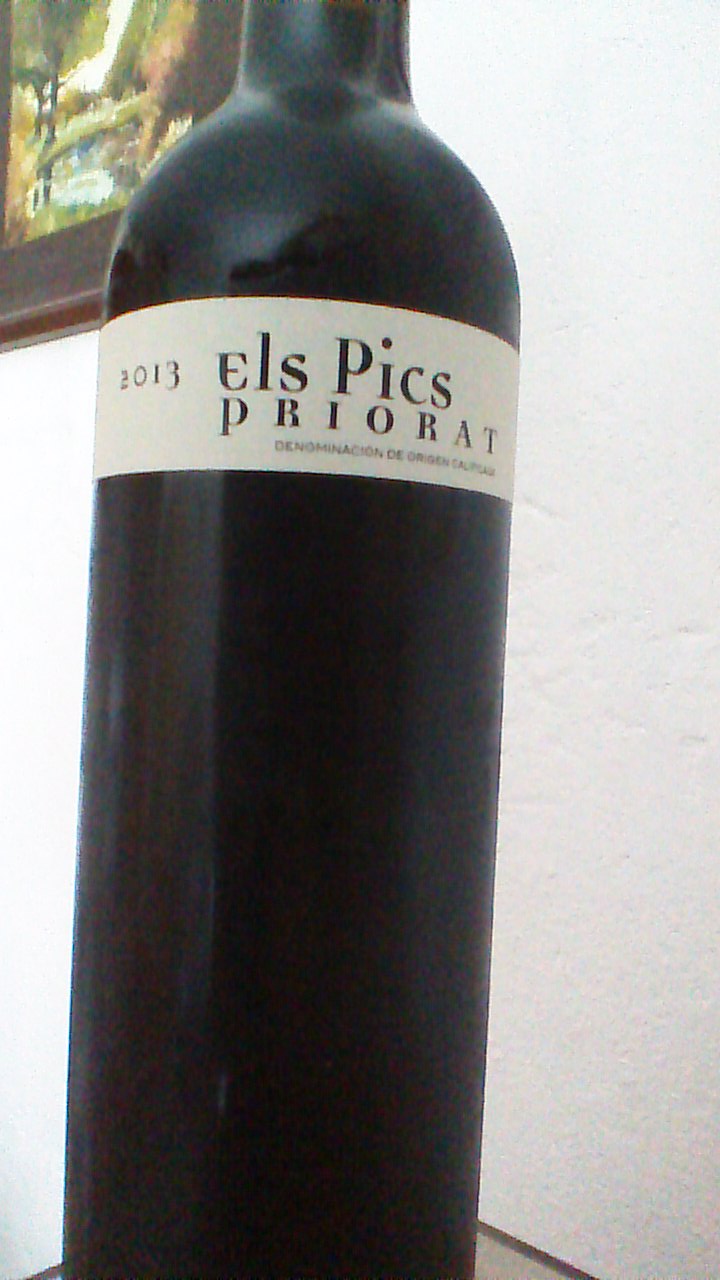 2013 Els Pics
PRIORAT
DENOMINACIÓN DE ORIGEN CALIFICADA